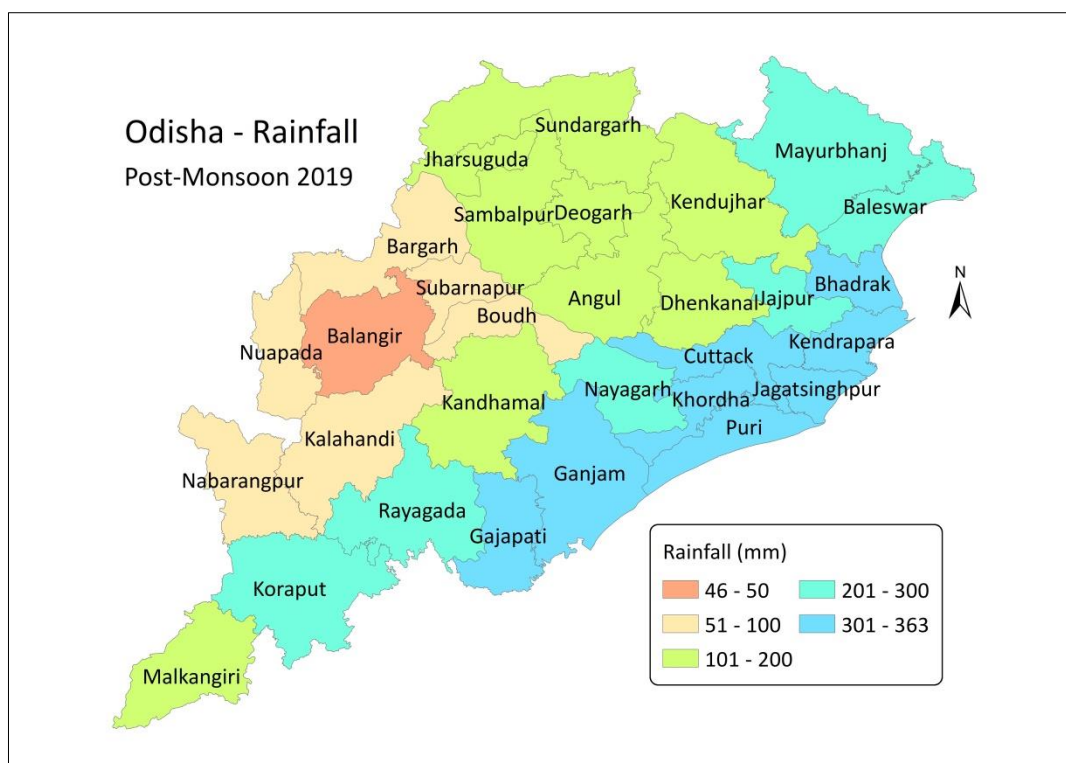 Odisha - Rainfall
Post-Monsoon 2019
Sundargarh
Jharsuguda
Mayurbhanj
Kendujhar
Sambalpur
Deogarh
Baleswar
Bargarh
Subarnapur
Angul
Dhenkanal
Jajpur
Bhadrak
N
Boudh
Balangir
Nuapada
Cuttack
Kendrapara
Nayagarh
Khordha
Jagatsinghpur
Kandhamal
Puri
Kalahandi
Nabarangpur
Ganjam
Rayagada
Gajapati
Koraput
Malkangiri
Rainfall (mm)
46 - 50
51 - 100
101 - 200
201 - 300
301 - 363